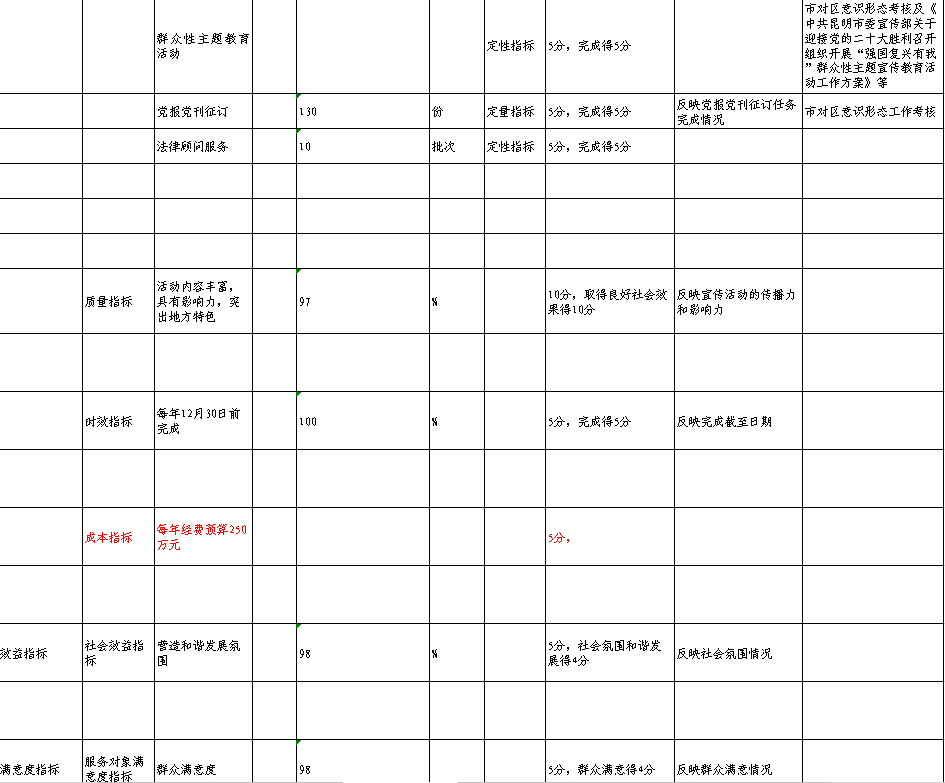 群众性主题教育
活动
定性指标
5分，完成得5分
市对区意识形态考核及《
中共昆明市委宣传部关于
迎接党的二十大胜利召开
组织开展“强国复兴有我
”群众性主题宣传教育活
动工作方案》等
党报党刊征订
130
份
定量指标
5分，完成得5分
反映党报党刊征订任务
完成情况
市对区意识形态工作考核
法律顾问服务
10
批次
定性指标
5分，完成得5分
质量指标
活动内容丰富，
具有影响力，突
出地方特色
97
%
10分，取得良好社会效
果得10分
反映宣传活动的传播力
和影响力
时效指标
每年12月30日前
完成
100
%
5分，完成得5分
反映完成截至日期
成本指标
每年经费预算250
万元
5分，
效益指标
社会效益指
标
营造和谐发展氛
围
98
%
5分，社会氛围和谐发
展得4分
反映社会氛围情况
满意度指标
服务对象满
意度指标
群众满意度
98
5分，群众满意得4分
反映群众满意情况